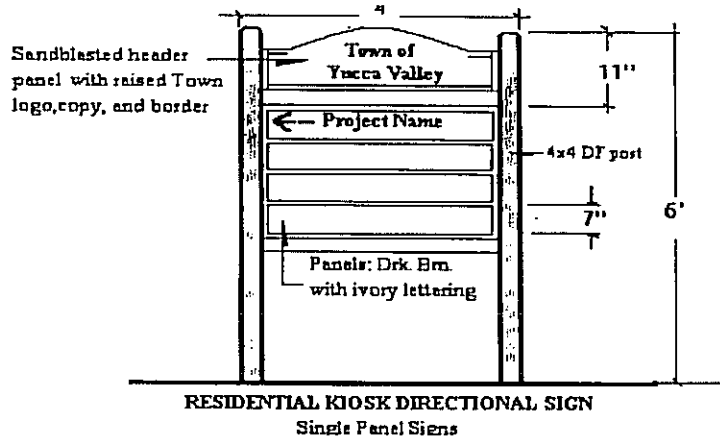 4'
Sandblasted header
panel with raised Town
logo, copy, and border
Town of
Yucca Valley
11"
Project Name
4x4 DF post
7"
6'
Panels: Drk. Brn.
with ivory lettering
RESIDENTIAL KIOSK DIRECTIONAL SIGN
Single Panel Signs